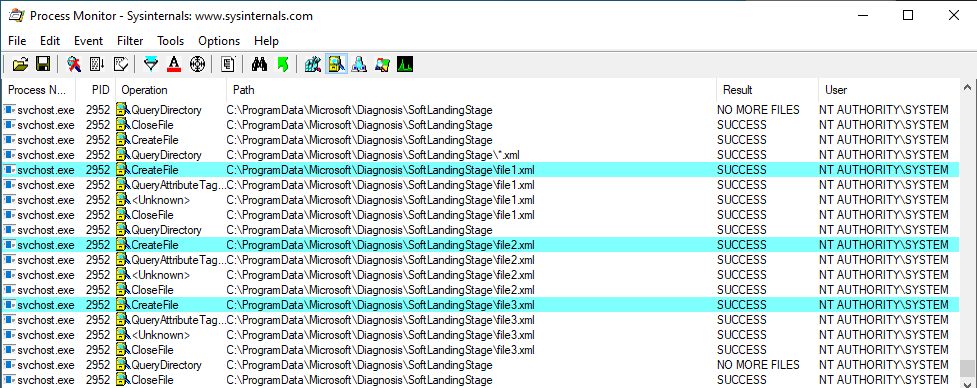 Process Monitor - Sysinternals: www.sysinternals.com
File Edit Event Filter Tools Options Help
Process N... PID Operation Path Result User
svchost.exe 2952 QueryDirectory C:\ProgramData\Microsoft\Diagnosis\SoftLandingStage NO MORE FILES NT AUTHORITY\SYSTEM
svchost.exe 2952 CloseFile C:\ProgramData\Microsoft\Diagnosis\SoftLandingStage SUCCESS NT AUTHORITY\SYSTEM
svchost.exe 2952 CreateFile C:\ProgramData\Microsoft\Diagnosis\SoftLandingStage SUCCESS NT AUTHORITY\SYSTEM
svchost.exe 2952 QueryDirectory C:\ProgramData\Microsoft\Diagnosis\SoftLandingStage\*.xml SUCCESS NT AUTHORITY\SYSTEM
svchost.exe 2952 CreateFile C:\ProgramData\Microsoft\Diagnosis\SoftLandingStage\file1.xml SUCCESS NT AUTHORITY\SYSTEM
svchost.exe 2952 QueryAttributeTag... C:\ProgramData\Microsoft\Diagnosis\SoftLandingStage\file1.xml SUCCESS NT AUTHORITY\SYSTEM
svchost.exe 2952 <Unknown> C:\ProgramData\Microsoft\Diagnosis\SoftLandingStage\file1.xml SUCCESS NT AUTHORITY\SYSTEM
svchost.exe 2952 CloseFile C:\ProgramData\Microsoft\Diagnosis\SoftLandingStage\file1.xml SUCCESS NT AUTHORITY\SYSTEM
svchost.exe 2952 QueryDirectory C:\ProgramData\Microsoft\Diagnosis\SoftLandingStage SUCCESS NT AUTHORITY\SYSTEM
svchost.exe 2952 CreateFile C:\ProgramData\Microsoft\Diagnosis\SoftLandingStage\file2.xml SUCCESS NT AUTHORITY\SYSTEM
svchost.exe 2952 QueryAttributeTag... C:\ProgramData\Microsoft\Diagnosis\SoftLandingStage\file2.xml SUCCESS NT AUTHORITY\SYSTEM
svchost.exe 2952 <Unknown> C:\ProgramData\Microsoft\Diagnosis\SoftLandingStage\file2.xml SUCCESS NT AUTHORITY\SYSTEM
svchost.exe 2952 CloseFile C:\ProgramData\Microsoft\Diagnosis\SoftLandingStage\file2.xml SUCCESS NT AUTHORITY\SYSTEM
svchost.exe 2952 CreateFile C:\ProgramData\Microsoft\Diagnosis\SoftLandingStage\file3.xml SUCCESS NT AUTHORITY\SYSTEM
svchost.exe 2952 QueryAttributeTag... C:\ProgramData\Microsoft\Diagnosis\SoftLandingStage\file3.xml SUCCESS NT AUTHORITY\SYSTEM
svchost.exe 2952 <Unknown> C:\ProgramData\Microsoft\Diagnosis\SoftLandingStage\file3.xml SUCCESS NT AUTHORITY\SYSTEM
svchost.exe 2952 CloseFile C:\ProgramData\Microsoft\Diagnosis\SoftLandingStage\file3.xml SUCCESS NT AUTHORITY\SYSTEM
svchost.exe 2952 QueryDirectory C:\ProgramData\Microsoft\Diagnosis\SoftLandingStage NO MORE FILES NT AUTHORITY\SYSTEM
svchost.exe 2952 CloseFile C:\ProgramData\Microsoft\Diagnosis\SoftLandingStage SUCCESS NT AUTHORITY\SYSTEM